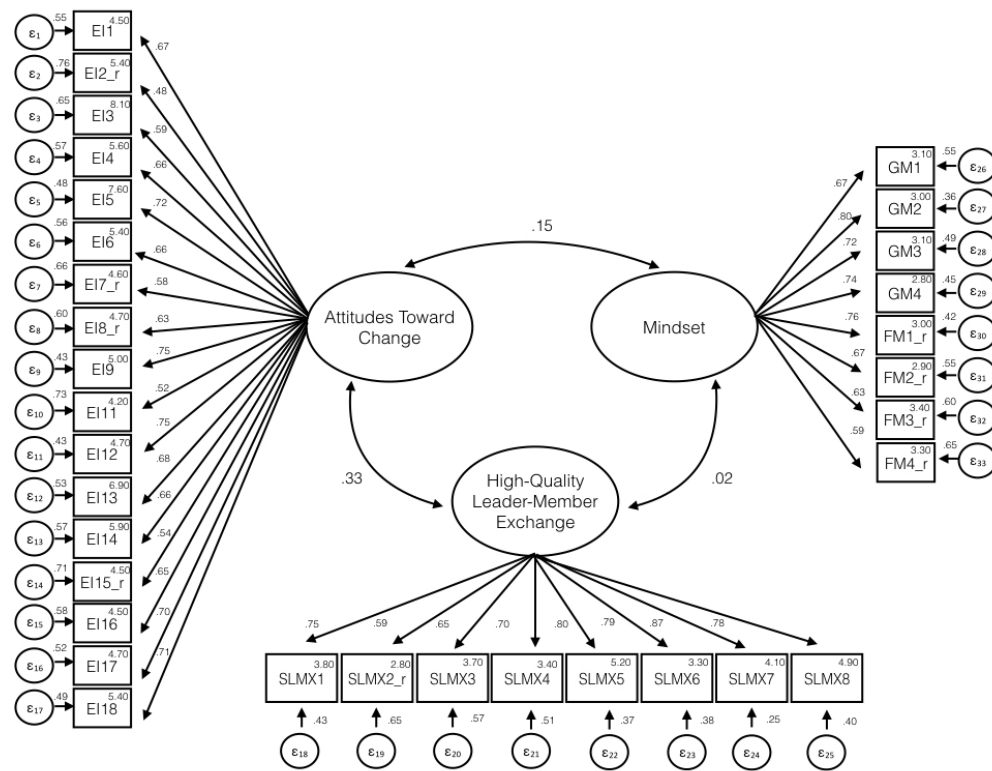 .55
ε1
4.50
EI1
.67
.76
ε2
5.40
EI2_r
.48
.65
ε3
8.10
EI3
.59
.57
ε4
5.60
EI4
.66
.48
ε5
7.60
EI5
.72
.56
ε6
5.40
EI6
.66
.66
ε7
4.60
EI7_r
.58
.60
ε8
4.70
EI8_r
.63
.43
ε9
5.00
EI9
.75
.73
ε10
4.20
EI11
.52
.43
ε11
4.70
EI12
.75
.53
ε12
6.90
EI13
.68
.57
ε13
5.90
EI14
.66
.71
ε14
4.50
EI15_r
.54
.58
ε15
4.50
EI16
.65
.52
ε16
4.70
EI17
.70
.49
ε17
5.40
EI18
.71
Attitudes Toward
Change
.15
Mindset
.33
.02
High-Quality
Leader-Member
Exchange
.67
3.10
GM1
.55
ε26
.80
3.00
GM2
.36
ε27
.72
3.10
GM3
.49
ε28
.74
2.80
GM4
.45
ε29
.76
3.00
FM1_r
.42
ε30
.67
2.90
FM2_r
.55
ε31
.63
3.40
FM3_r
.60
ε32
.59
3.30
FM4_r
.65
ε33
.75 .59 .65 .70 .80 .79 .87 .78
3.80 2.80 3.70 3.40 5.20 3.30 4.10 4.90
SLMX1 SLMX2_r SLMX3 SLMX4 SLMX5 SLMX6 SLMX7 SLMX8
.43 .65 .57 .51 .37 .38 .25 .40
ε18 ε19 ε20 ε21 ε22 ε23 ε24 ε25